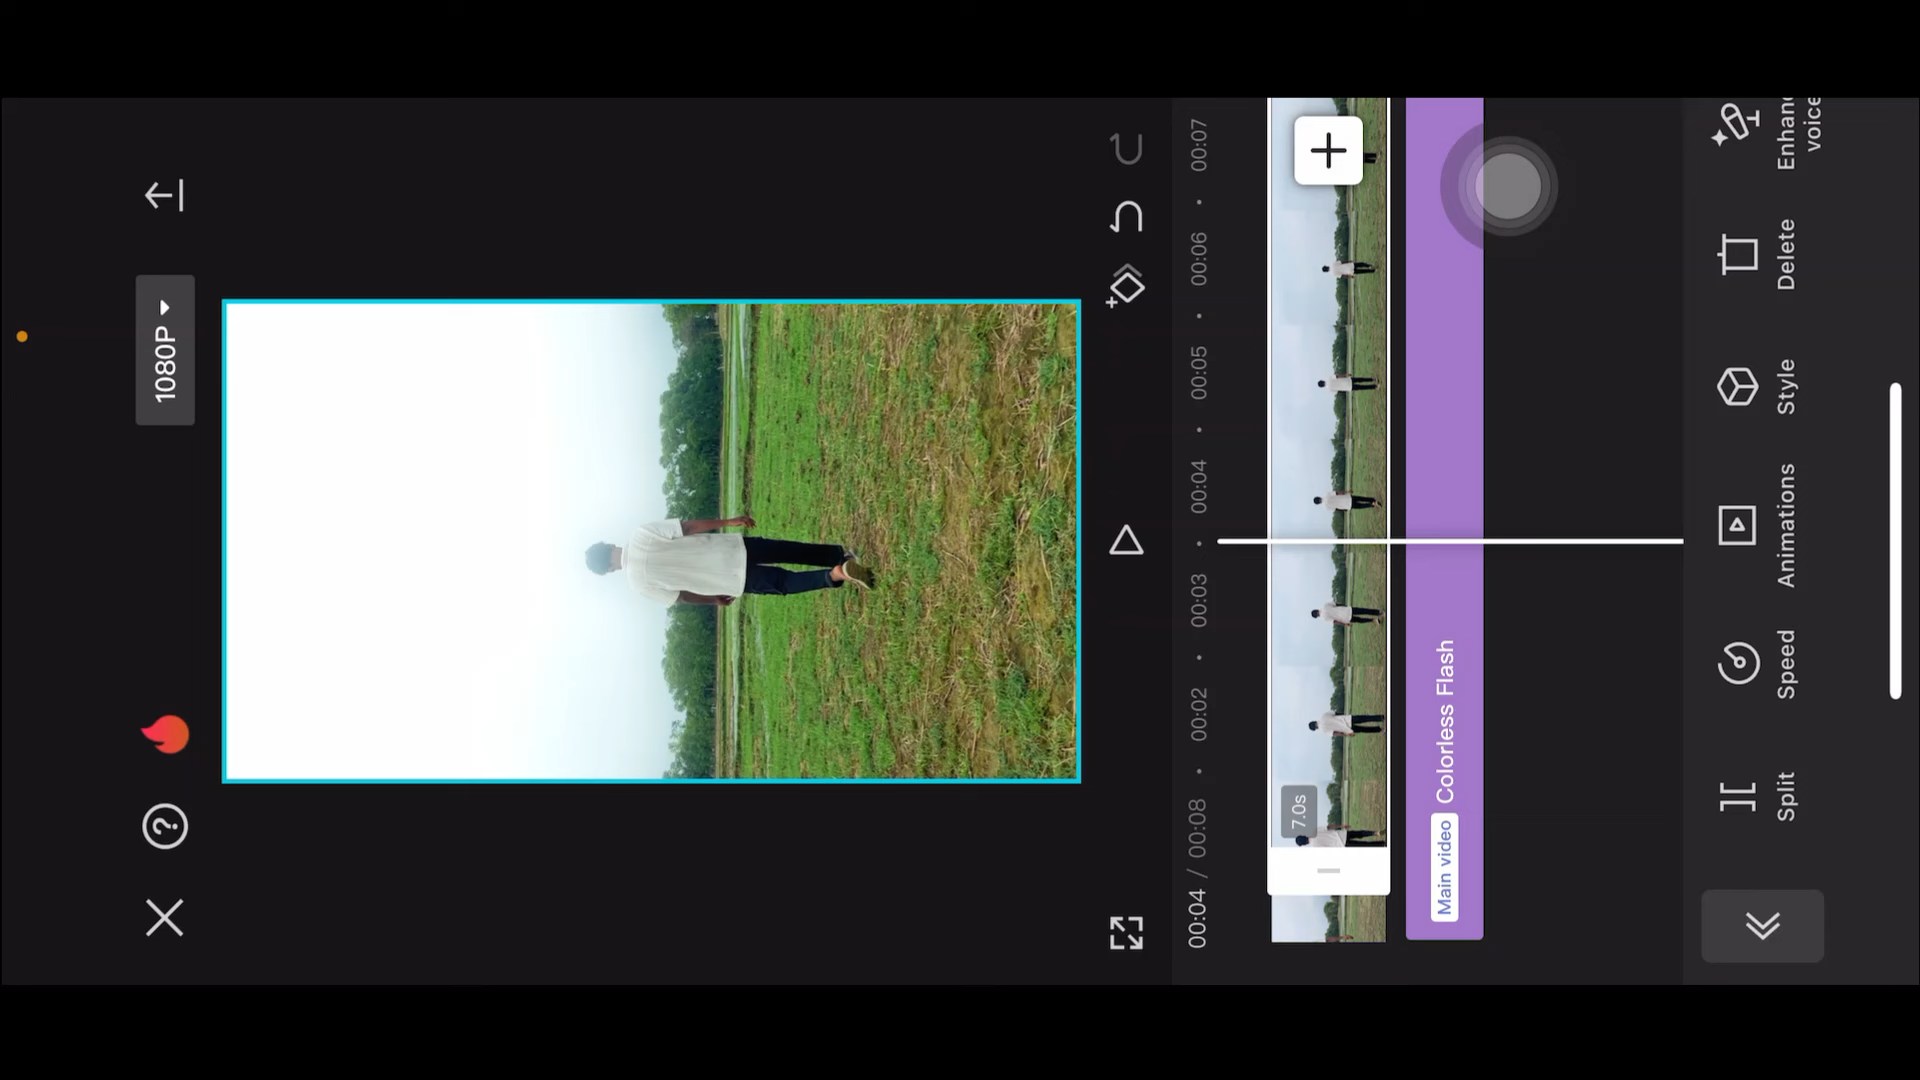 1080P
00:04 / 00:08
00:02
00:03
00:04
00:05
00:06
00:07
7.0s
Main video Colorless Flash
Split
Speed
Animations
Style
Delete
Enhanc
voice